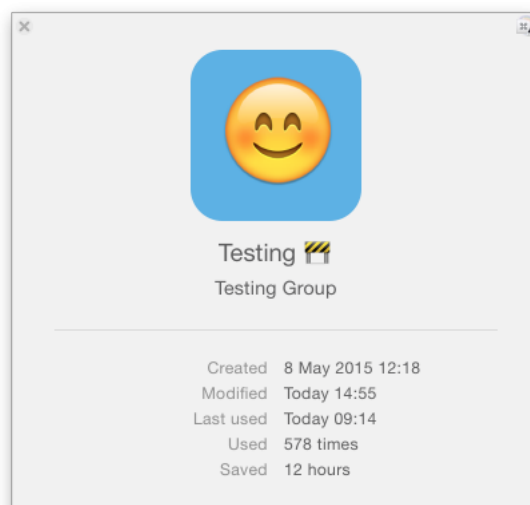 Testing 🚧
Testing Group
Created 8 May 2015 12:18
Modified Today 14:55
Last used Today 09:14
Used 578 times
Saved 12 hours